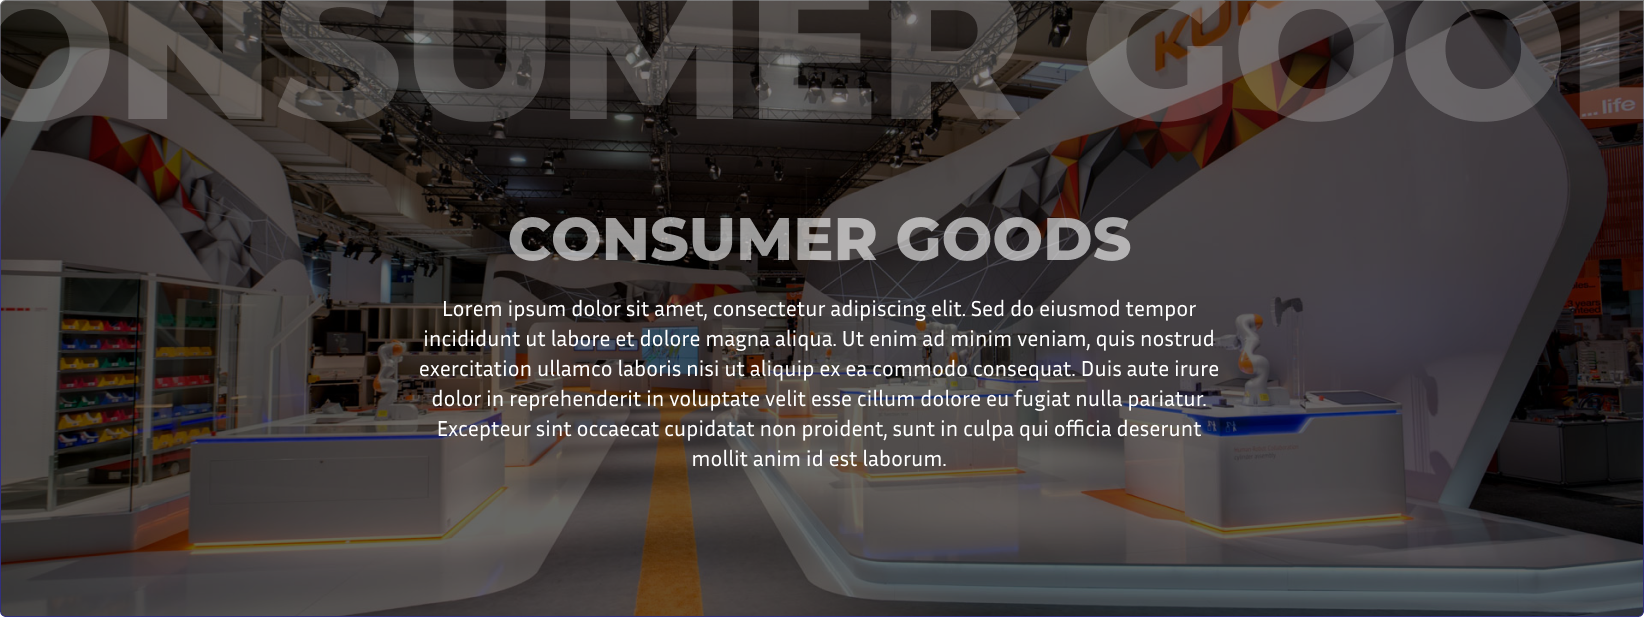 ONSUMER GOO
KU
...life
CONSUMER GOODS
Lorem ipsum dolor sit amet, consectetur adipiscing elit. Sed do eiusmod tempor
incididunt ut labore et dolore magna aliqua. Ut enim ad minim veniam, quis nostrud
exercitation ullamco laboris nisi ut aliquip ex ea commodo consequat. Duis aute irure
dolor in reprehenderit in voluptate velit esse cillum dolore eu fugiat nulla pariatur.
Excepteur sint occaecat cupidatat non proident, sunt in culpa qui officia deserunt
mollit anim id est laborum.